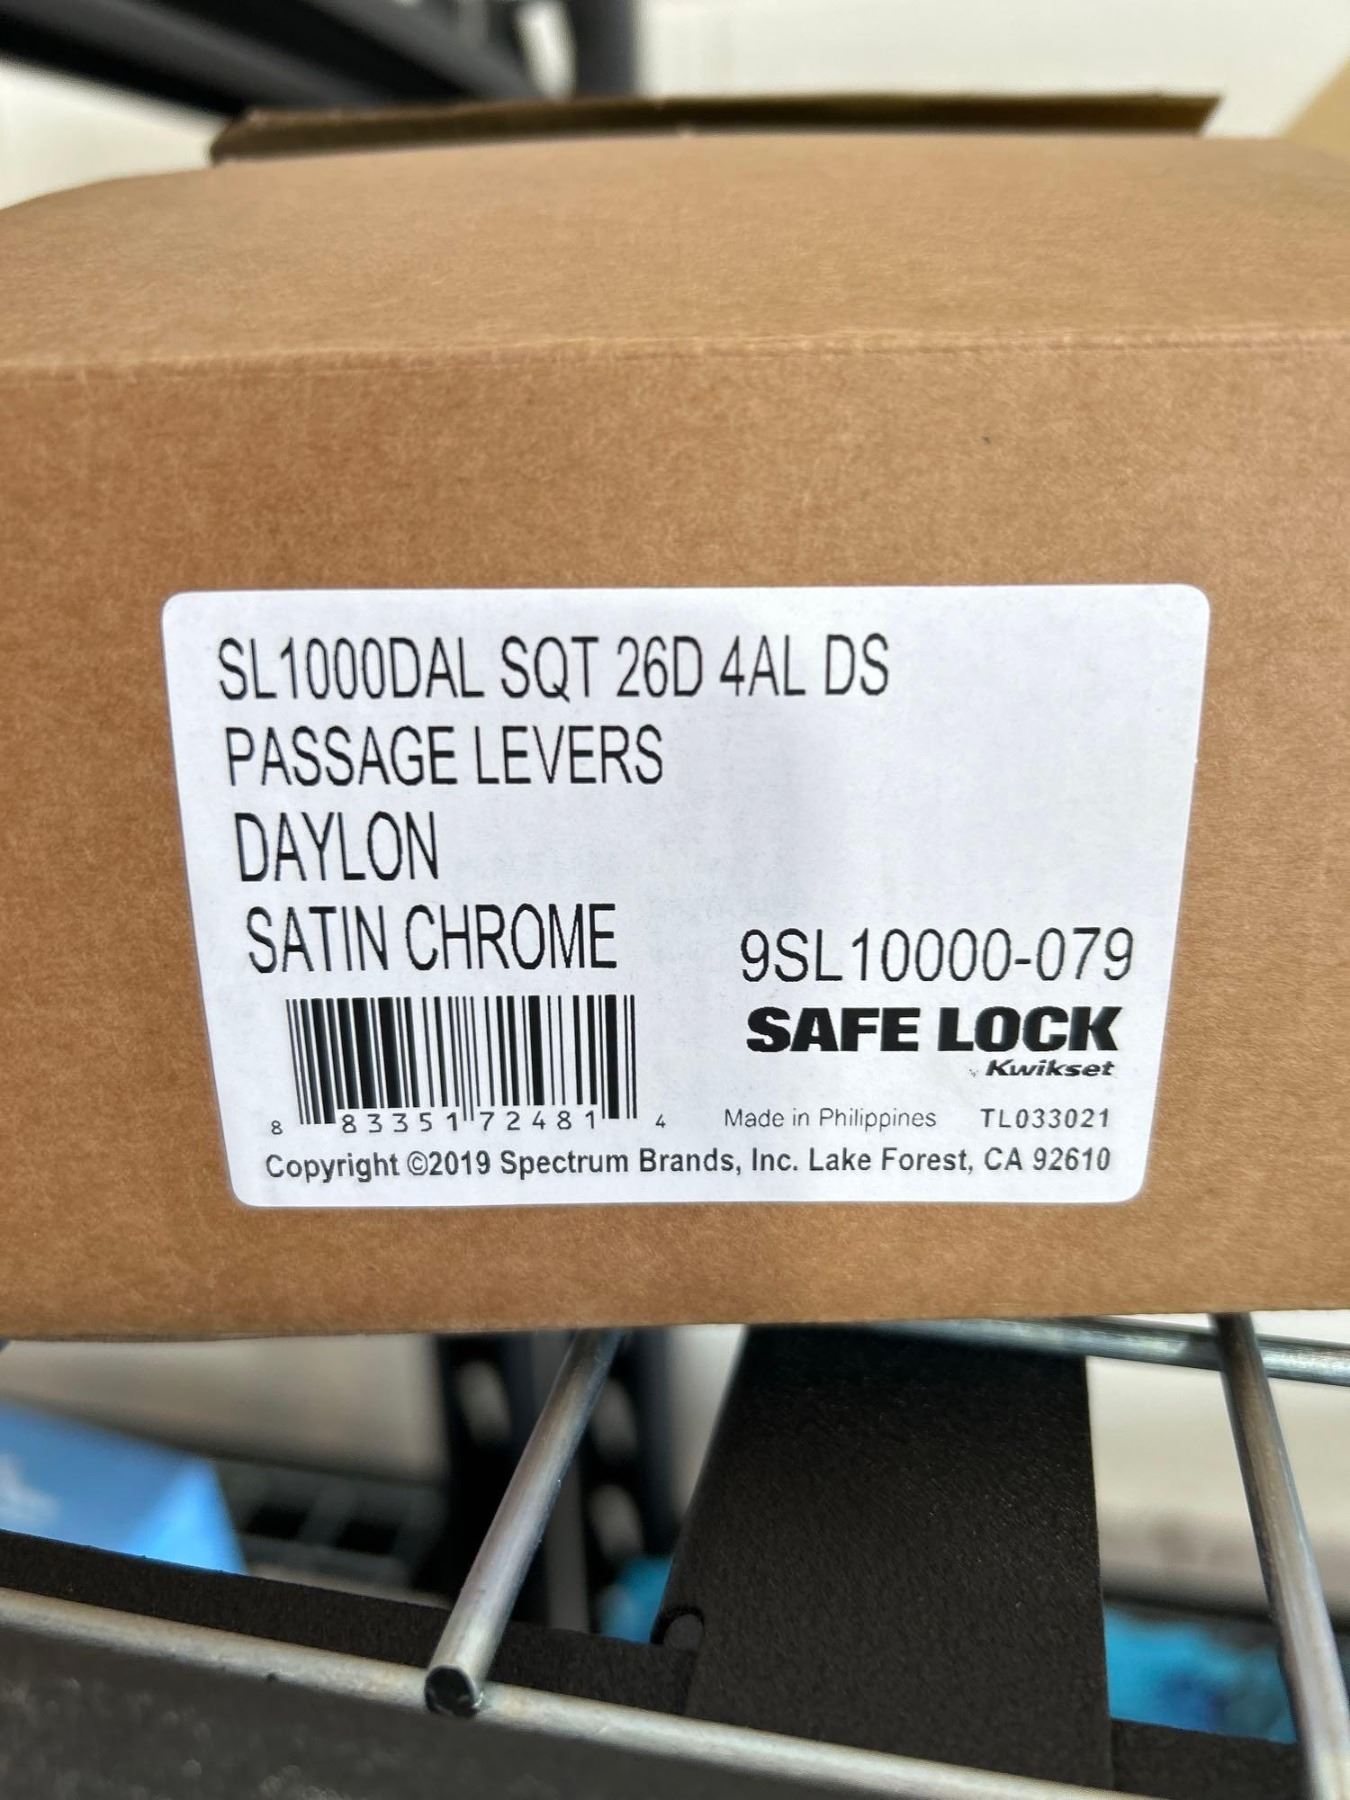 SL1000DAL SQT 26D 4AL DS
PASSAGE LEVERS
DAYLON
SATIN CHROME
9SL10000-079
SAFE LOCK
Kwikset
8 83351 72481 4
Made in Philippines TL033021
Copyright ©2019 Spectrum Brands, Inc. Lake Forest, CA 92610